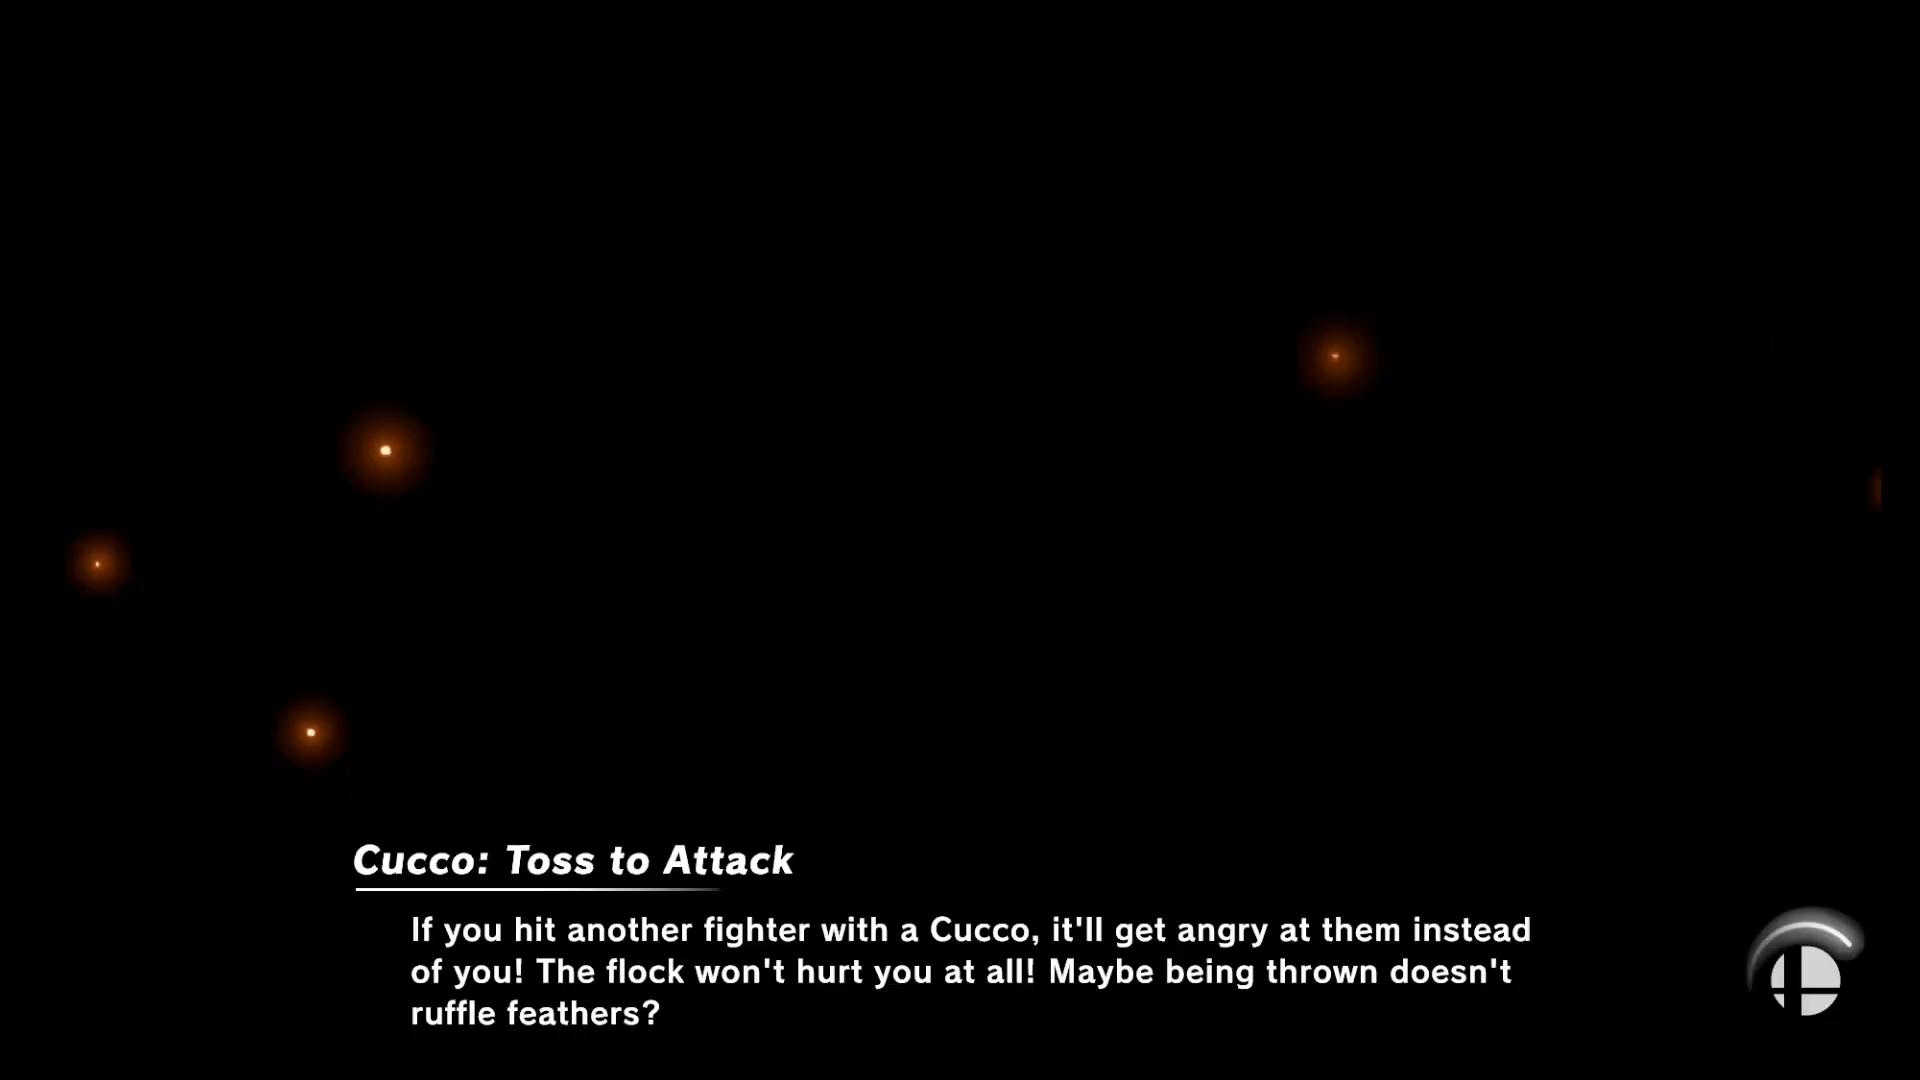 Cucco: Toss to Attack
If you hit another fighter with a Cucco, it'll get angry at them instead
of you! The flock won't hurt you at all! Maybe being thrown doesn't
ruffle feathers?